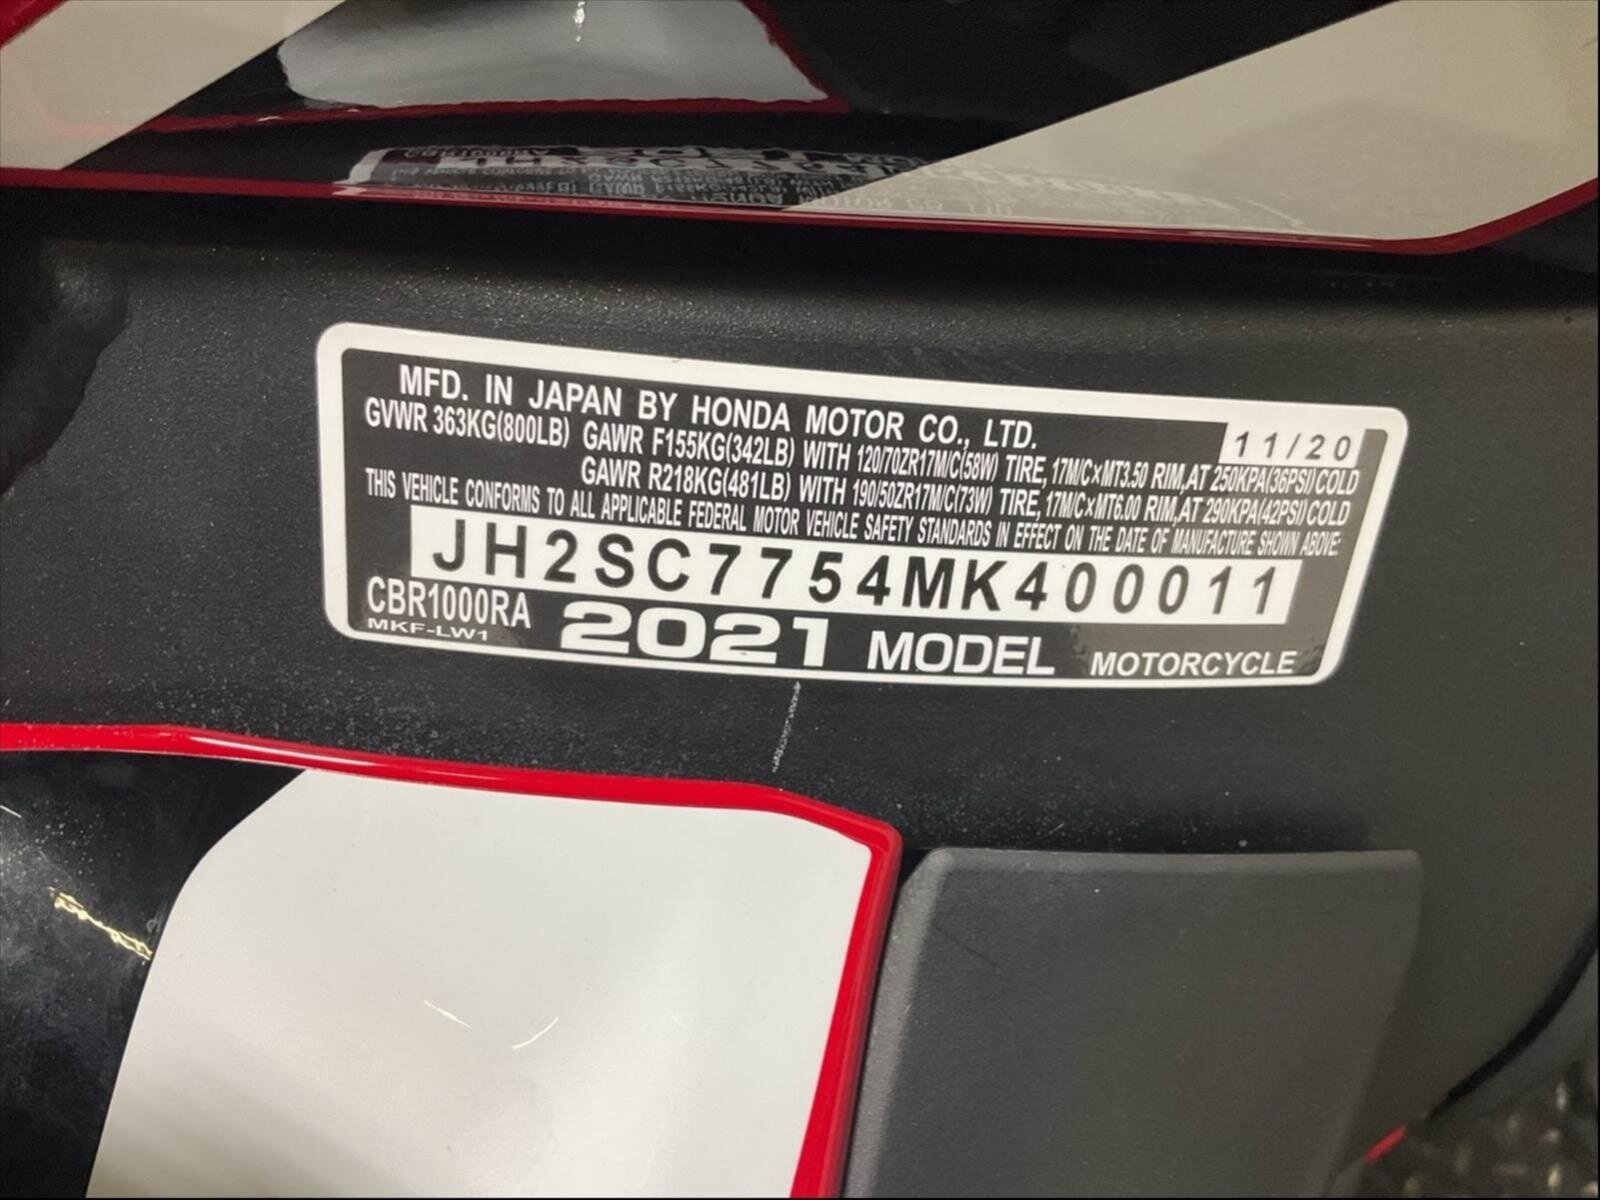 MFD. IN JAPAN BY HONDA MOTOR CO., LTD.
11/20
GVWR 363KG(800LB) GAWR F155KG(342LB) WITH 120/70ZR17M/C(58W) TIRE, 17M/C×MT3.50 RIM, AT 250KPA(36PSI) COLD
GAWR R218KG(481LB) WITH 190/50ZR17M/C(73W) TIRE, 17M/C×MT6.00 RIM, AT 290KPA(42PSI) COLD
THIS VEHICLE CONFORMS TO ALL APPLICABLE FEDERAL MOTOR VEHICLE SAFETY STANDARDS IN EFFECT ON THE DATE OF MANUFACTURE SHOWN ABOVE.
JH2SC7754MK400011
CBR1000RA 2021 MODEL MOTORCYCLE
MKF-LW1